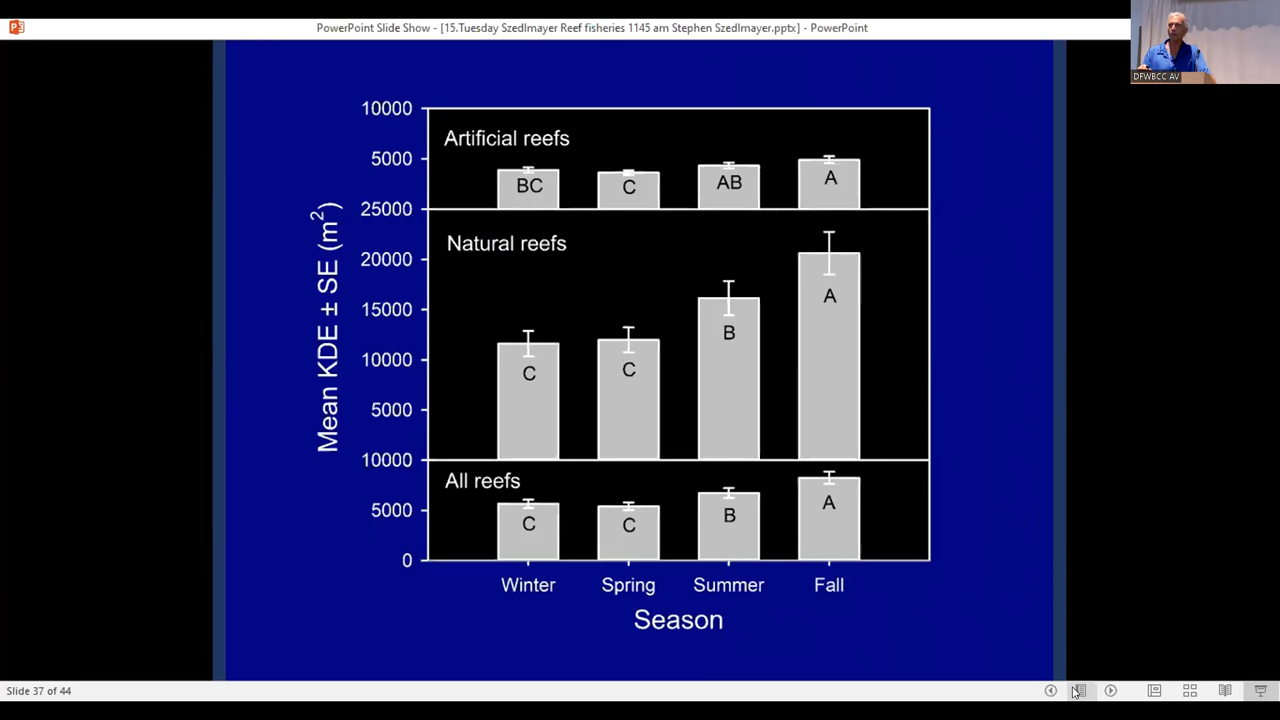 PowerPoint Slide Show - [15.Tuesday Szedlmayer Reef fisheries 1145 am Stephen Szedlmayer.pptx] - PowerPoint
DFWBCC AV
10000
Artificial reefs
5000
BC C AB A
25000
Natural reefs
20000
15000
10000
5000
C C B A
10000
All reefs
5000
C C B A
0
Mean KDE ± SE (m²)
Winter Spring Summer Fall
Season
Slide 37 of 44